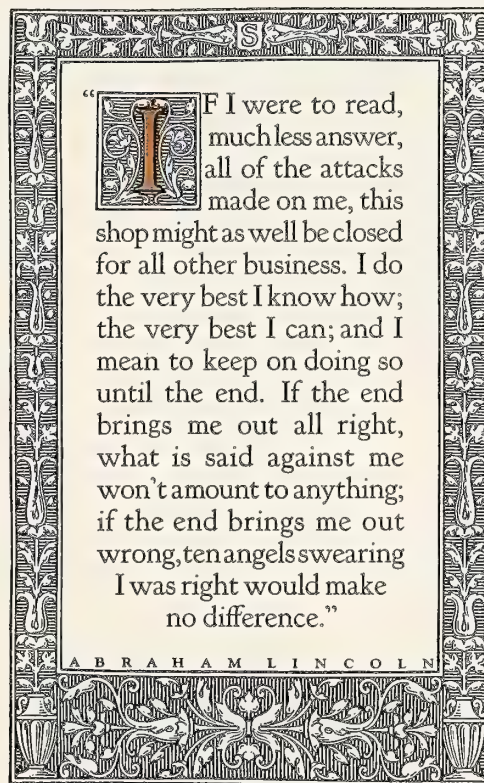 S
“IF I were to read,
much less answer,
all of the attacks
made on me, this
shop might as well be closed
for all other business. I do
the very best I know how;
the very best I can; and I
mean to keep on doing so
until the end. If the end
brings me out all right,
what is said against me
won't amount to anything;
if the end brings me out
wrong, ten angels swearing
I was right would make
no difference.”
ABRAHAM LINCOLN